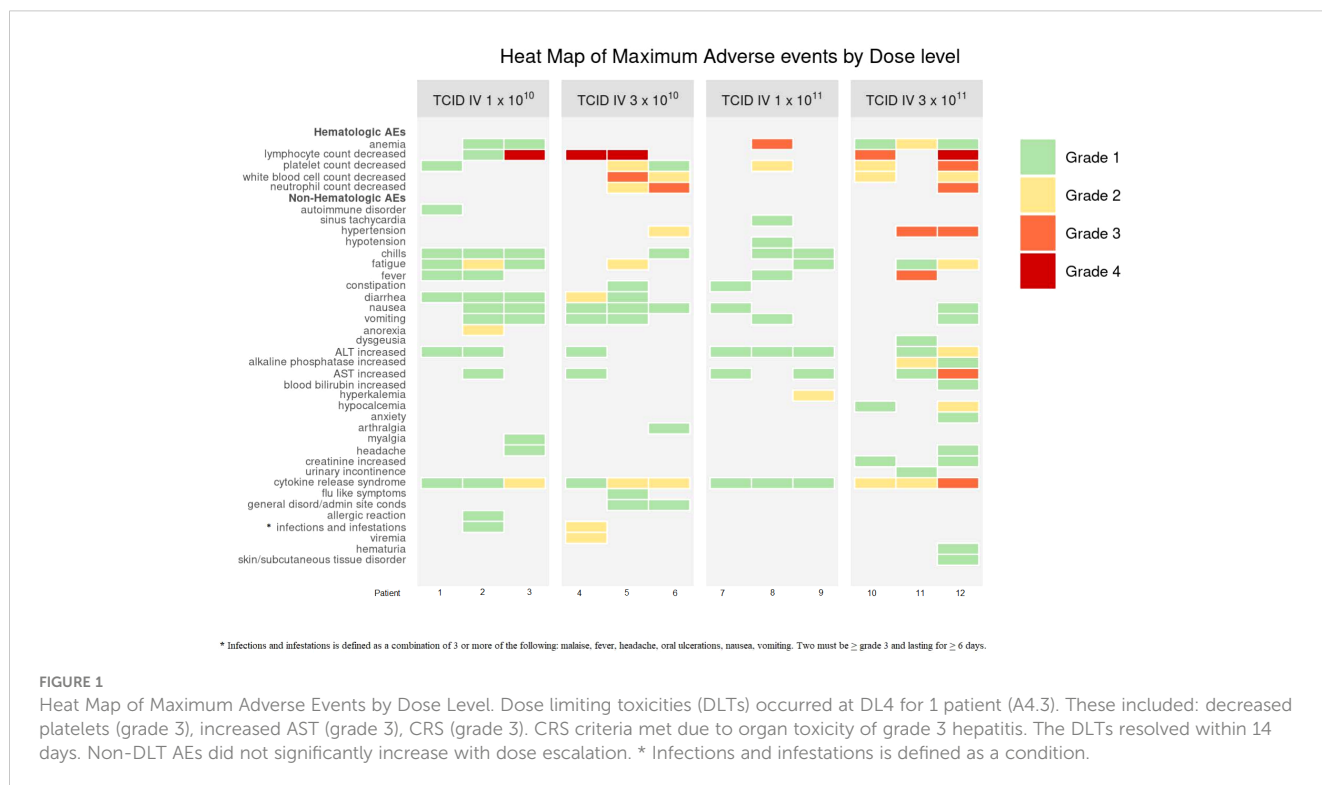 Heat Map of Maximum Adverse events by Dose level
TCID IV 1 x 10¹⁰
TCID IV 3 x 10¹⁰
TCID IV 1 x 10¹¹
TCID IV 3 x 10¹¹
Hematologic AEs
anemia
lymphocyte count decreased
platelet count decreased
white blood cell count decreased
neutrophil count decreased
Non-Hematologic AEs
autoimmune disorder
sinus tachycardia
hypertension
hypotension
chills
fatigue
fever
constipation
diarrhea
nausea
vomiting
anorexia
dysgeusia
ALT increased
alkaline phosphatase increased
AST increased
blood bilirubin increased
hyperkalemia
hypocalcemia
anxiety
arthralgia
myalgia
headache
creatinine increased
urinary incontinence
cytokine release syndrome
flu like symptoms
general disord/admin site conds
allergic reaction
* infections and infestations
viremia
hematuria
skin/subcutaneous tissue disorder
Patient 1 2 3 4 5 6 7 8 9 10 11 12
Grade 1
Grade 2
Grade 3
Grade 4
* Infections and infestations is defined as a combination of 3 or more of the following: malaise, fever, headache, oral ulcerations, nausea, vomiting. Two must be ≥ grade 3 and lasting for ≥ 6 days.
FIGURE 1
Heat Map of Maximum Adverse Events by Dose Level. Dose limiting toxicities (DLTs) occurred at DL4 for 1 patient (A4.3). These included: decreased
platelets (grade 3), increased AST (grade 3), CRS (grade 3). CRS criteria met due to organ toxicity of grade 3 hepatitis. The DLTs resolved within 14
days. Non-DLT AEs did not significantly increase with dose escalation. * Infections and infestations is defined as a condition.